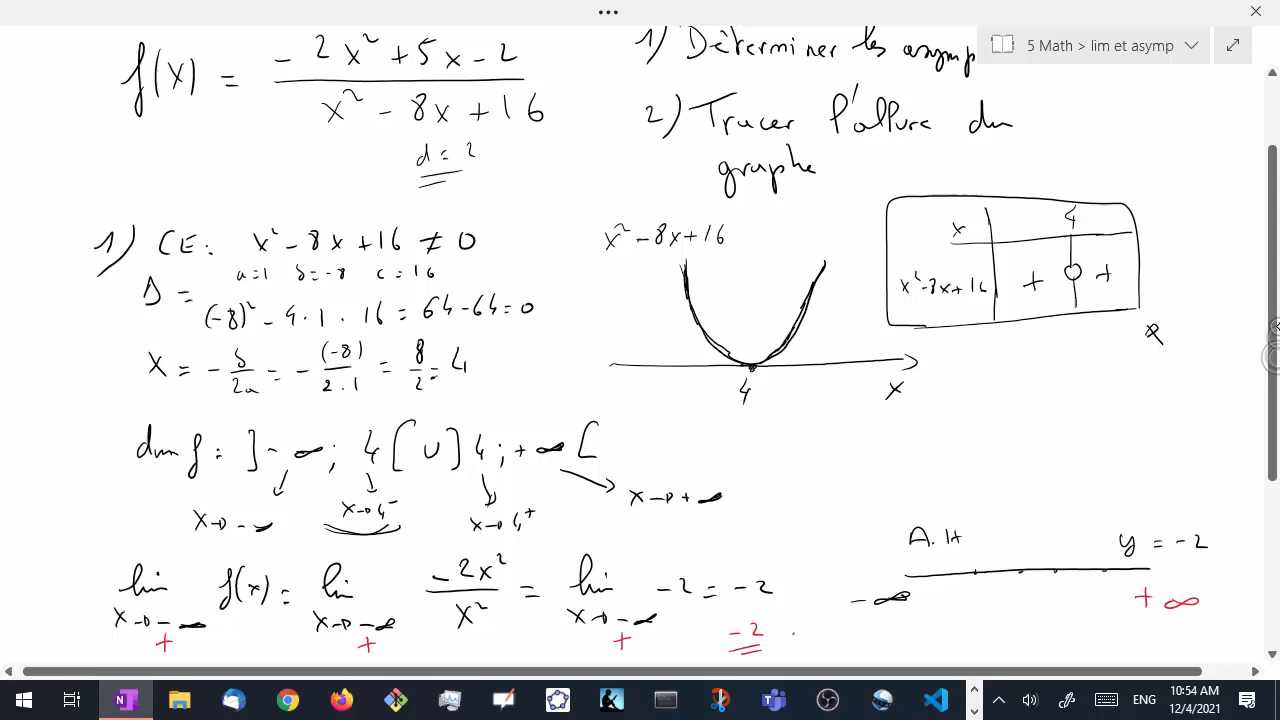 5 Math > lim et asymp
f(x) = (-2x² + 5x - 2) / (x² - 8x + 16)
d = 2
1) Déterminer les asymp
2) Tracer l'allure du
graphe
1) CE: x² - 8x + 16 ≠ 0
a=1 b=-8 c=16
Δ = (-8)² - 4·1·16 = 64-64=0
x = -b/2a = -(-8)/2·1 = 8/2 = 4
x² - 8x + 16
4 x
x 4
x²-8x+16 + +
dom f = ]-∞; 4[ ∪ ]4; +∞[
x→-∞ x→4⁻ x→4⁺ x→+∞
A.H y = -2
-∞ +∞
lim f(x) = lim -2x²/x² = lim -2 = -2
x→-∞ x→-∞ x→-∞
+ + + -2
ENG 10:54 AM
12/4/2021